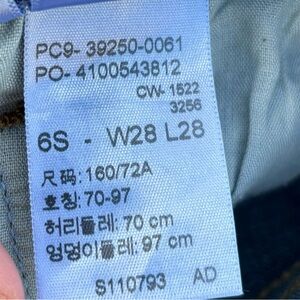 PC9- 39250-0061
PO- 4100543812
CW- 1522
3256
6S - W28 L28
尺码: 160/72A
호칭: 70-97
허리둘레: 70 cm
엉덩이둘레: 97 cm
S110793 AD